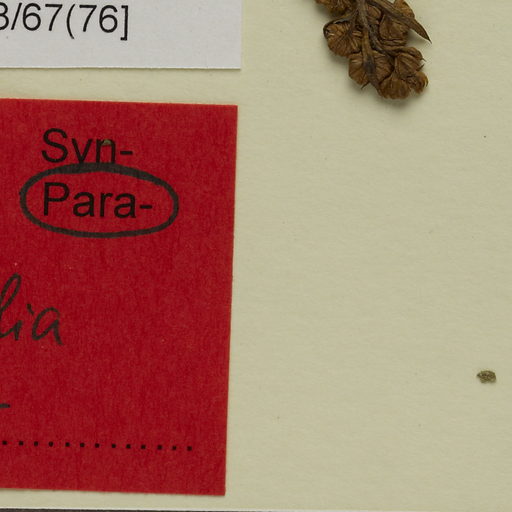 3/67(76]
Syn-
Para-
lia